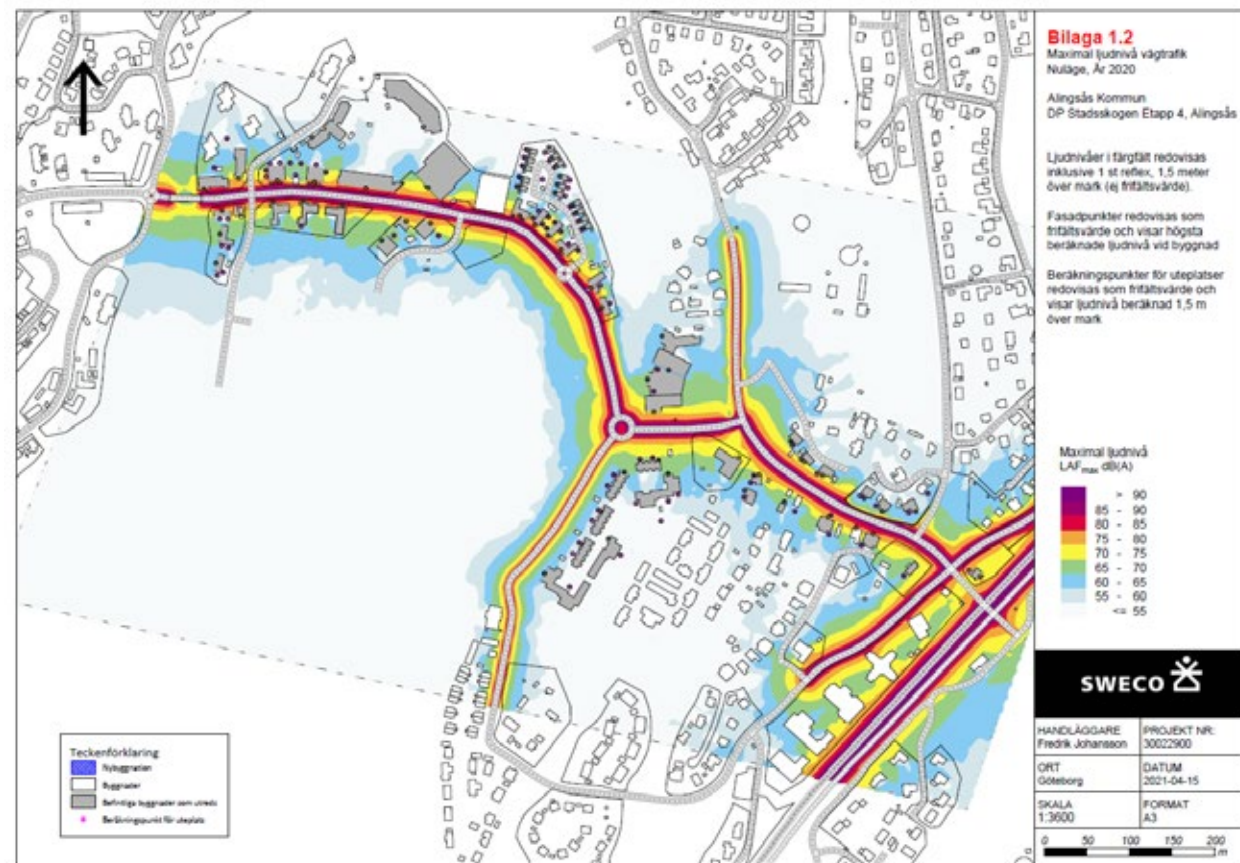 Bilaga 1.2
Maximal ljudnivå vägtrafik
Nuläge, År 2020
Alingsås Kommun
DP Stadsskogen Etapp 4, Alingsås
Ljudnivåer i färgfält redovisas
inklusive 1 st reflex, 1,5 meter
över mark (ej frifältsvärde).
Fasadpunkter redovisas som
frifältsvärde och visar högsta
beräknade ljudnivå vid byggnad
Beräkningspunkter för uteplatser
redovisas som frifältsvärde och
visar ljudnivå beräknad 1,5 m
över mark
Maximal ljudnivå
LAFmax dB(A)
> 90
85 - 90
80 - 85
75 - 80
70 - 75
65 - 70
60 - 65
55 - 60
<= 55
SWECO
HANDLÄGGARE
Fredrik Johansson
PROJEKT NR:
30022900
ORT
Göteborg
DATUM
2021-04-15
SKALA
1:3600
FORMAT
A3
0 50 100 150 200
m
Teckenförklaring
Nybyggnation
Byggnader
Befintliga byggnader som utreds
Beräkningspunkt för uteplats